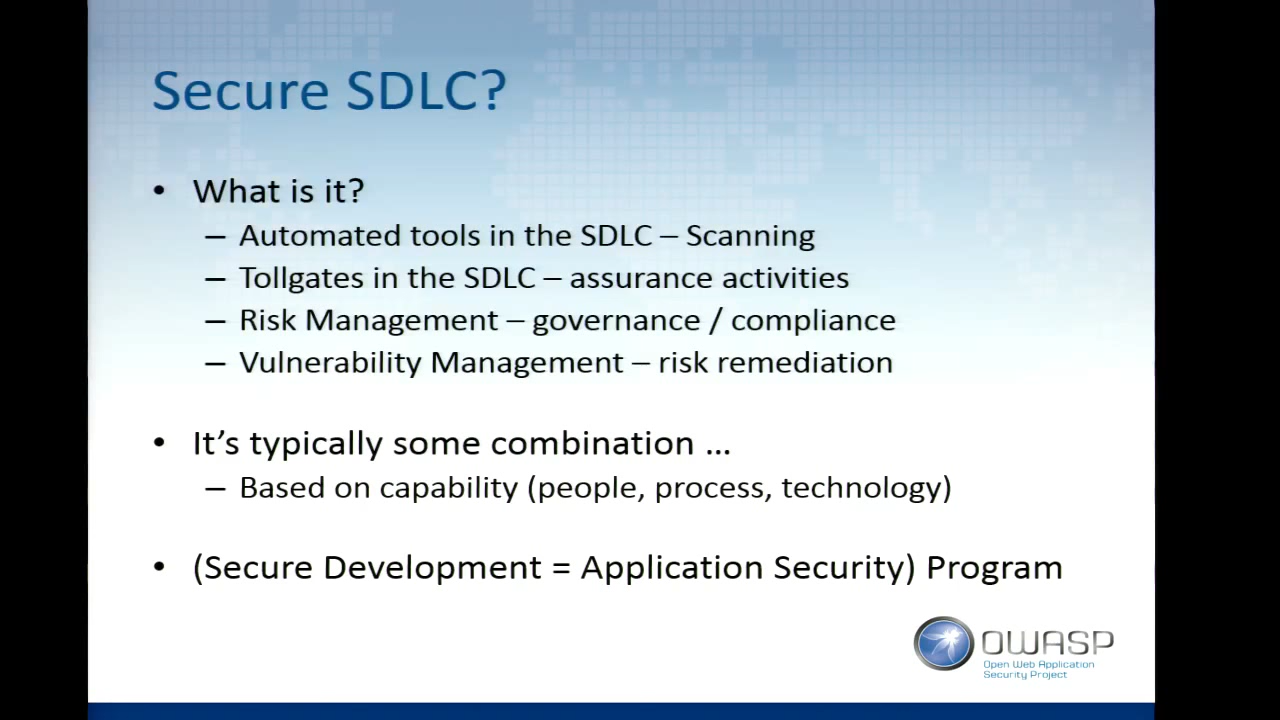 Secure SDLC?
• What is it?
– Automated tools in the SDLC – Scanning
– Tollgates in the SDLC – assurance activities
– Risk Management – governance / compliance
– Vulnerability Management – risk remediation
• It’s typically some combination …
– Based on capability (people, process, technology)
• (Secure Development = Application Security) Program
OWASP
Open Web Application
Security Project